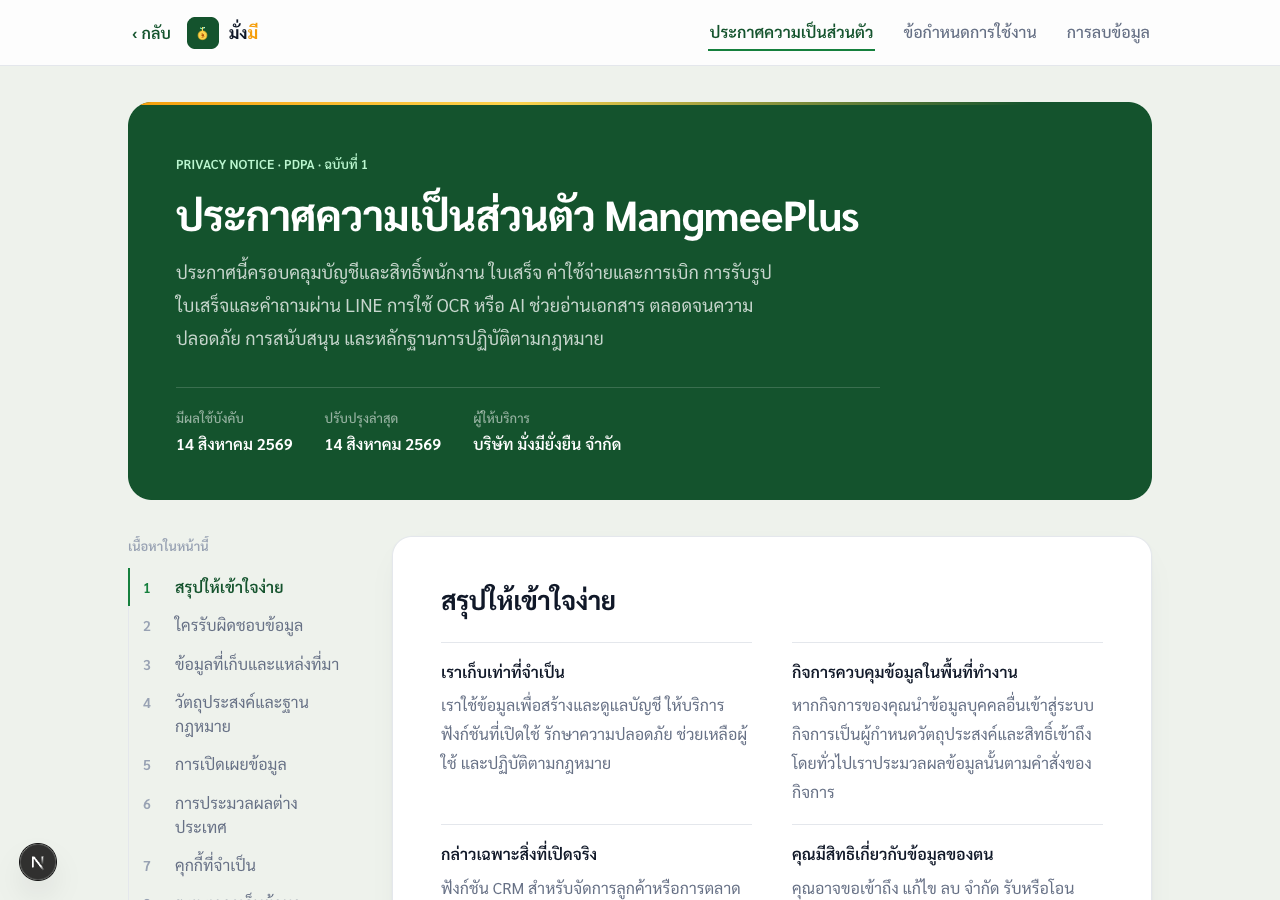 ‹ กลับ
มั่งมี
ประกาศความเป็นส่วนตัว
ข้อกำหนดการใช้งาน
การลบข้อมูล
PRIVACY NOTICE · PDPA · ฉบับที่ 1
ประกาศความเป็นส่วนตัว MangmeePlus
ประกาศนี้ครอบคลุมบัญชีและสิทธิ์พนักงาน ใบเสร็จ ค่าใช้จ่ายและการเบิก การรับรูป
ใบเสร็จและคำถามผ่าน LINE การใช้ OCR หรือ AI ช่วยอ่านเอกสาร ตลอดจนความ
ปลอดภัย การสนับสนุน และหลักฐานการปฏิบัติตามกฎหมาย
มีผลใช้บังคับ
14 สิงหาคม 2569
ปรับปรุงล่าสุด
14 สิงหาคม 2569
ผู้ให้บริการ
บริษัท มั่งมียั่งยืน จำกัด
เนื้อหาในหน้านี้
1 สรุปให้เข้าใจง่าย
2 ใครรับผิดชอบข้อมูล
3 ข้อมูลที่เก็บและแหล่งที่มา
4 วัตถุประสงค์และฐาน
กฎหมาย
5 การเปิดเผยข้อมูล
6 การประมวลผลต่าง
ประเทศ
7 คุกกี้ที่จำเป็น
สรุปให้เข้าใจง่าย
เราเก็บเท่าที่จำเป็น
เราใช้ข้อมูลเพื่อสร้างและดูแลบัญชี ให้บริการ
ฟังก์ชันที่เปิดใช้ รักษาความปลอดภัย ช่วยเหลือผู้
ใช้ และปฏิบัติตามกฎหมาย
กิจการควบคุมข้อมูลในพื้นที่ทำงาน
หากกิจการของคุณนำข้อมูลบุคคลอื่นเข้าสู่ระบบ
กิจการเป็นผู้กำหนดวัตถุประสงค์และสิทธิ์เข้าถึง
โดยทั่วไปเราประมวลผลข้อมูลนั้นตามคำสั่งของ
กิจการ
กล่าวเฉพาะสิ่งที่เปิดจริง
ฟังก์ชัน CRM สำหรับจัดการลูกค้าหรือการตลาด
คุณมีสิทธิเกี่ยวกับข้อมูลของตน
คุณอาจขอเข้าถึง แก้ไข ลบ จำกัด รับหรือโอน
N